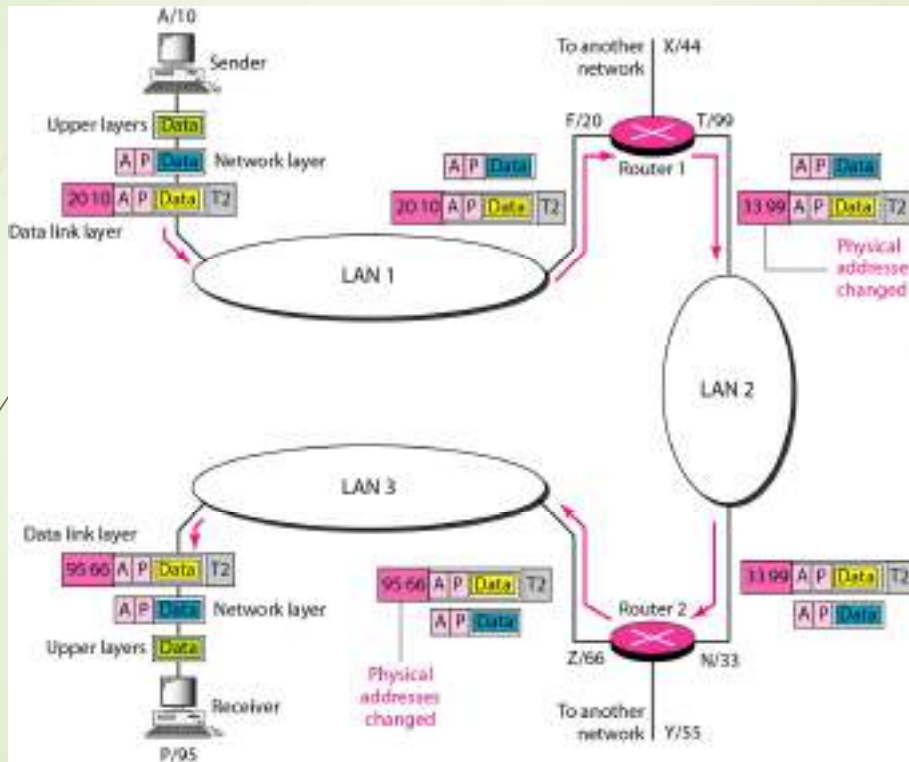 A/10
Sender
Upper layers Data
A P Data Network layer
20 10 A P Data T2
Data link layer
LAN 1
To another network
X/44
F/20
T/99
Router 1
A P Data
20 10 A P Data T2
A P Data
33 99 A P Data T2
Physical
addresses
changed
LAN 2
LAN 3
Data link layer
95 66 A P Data T2
A P Data Network layer
Upper layers Data
Receiver
P/95
95 66 A P Data T2
A P Data
Physical
addresses
changed
Router 2
Z/66
N/33
33 99 A P Data T2
A P Data
To another
network
Y/55